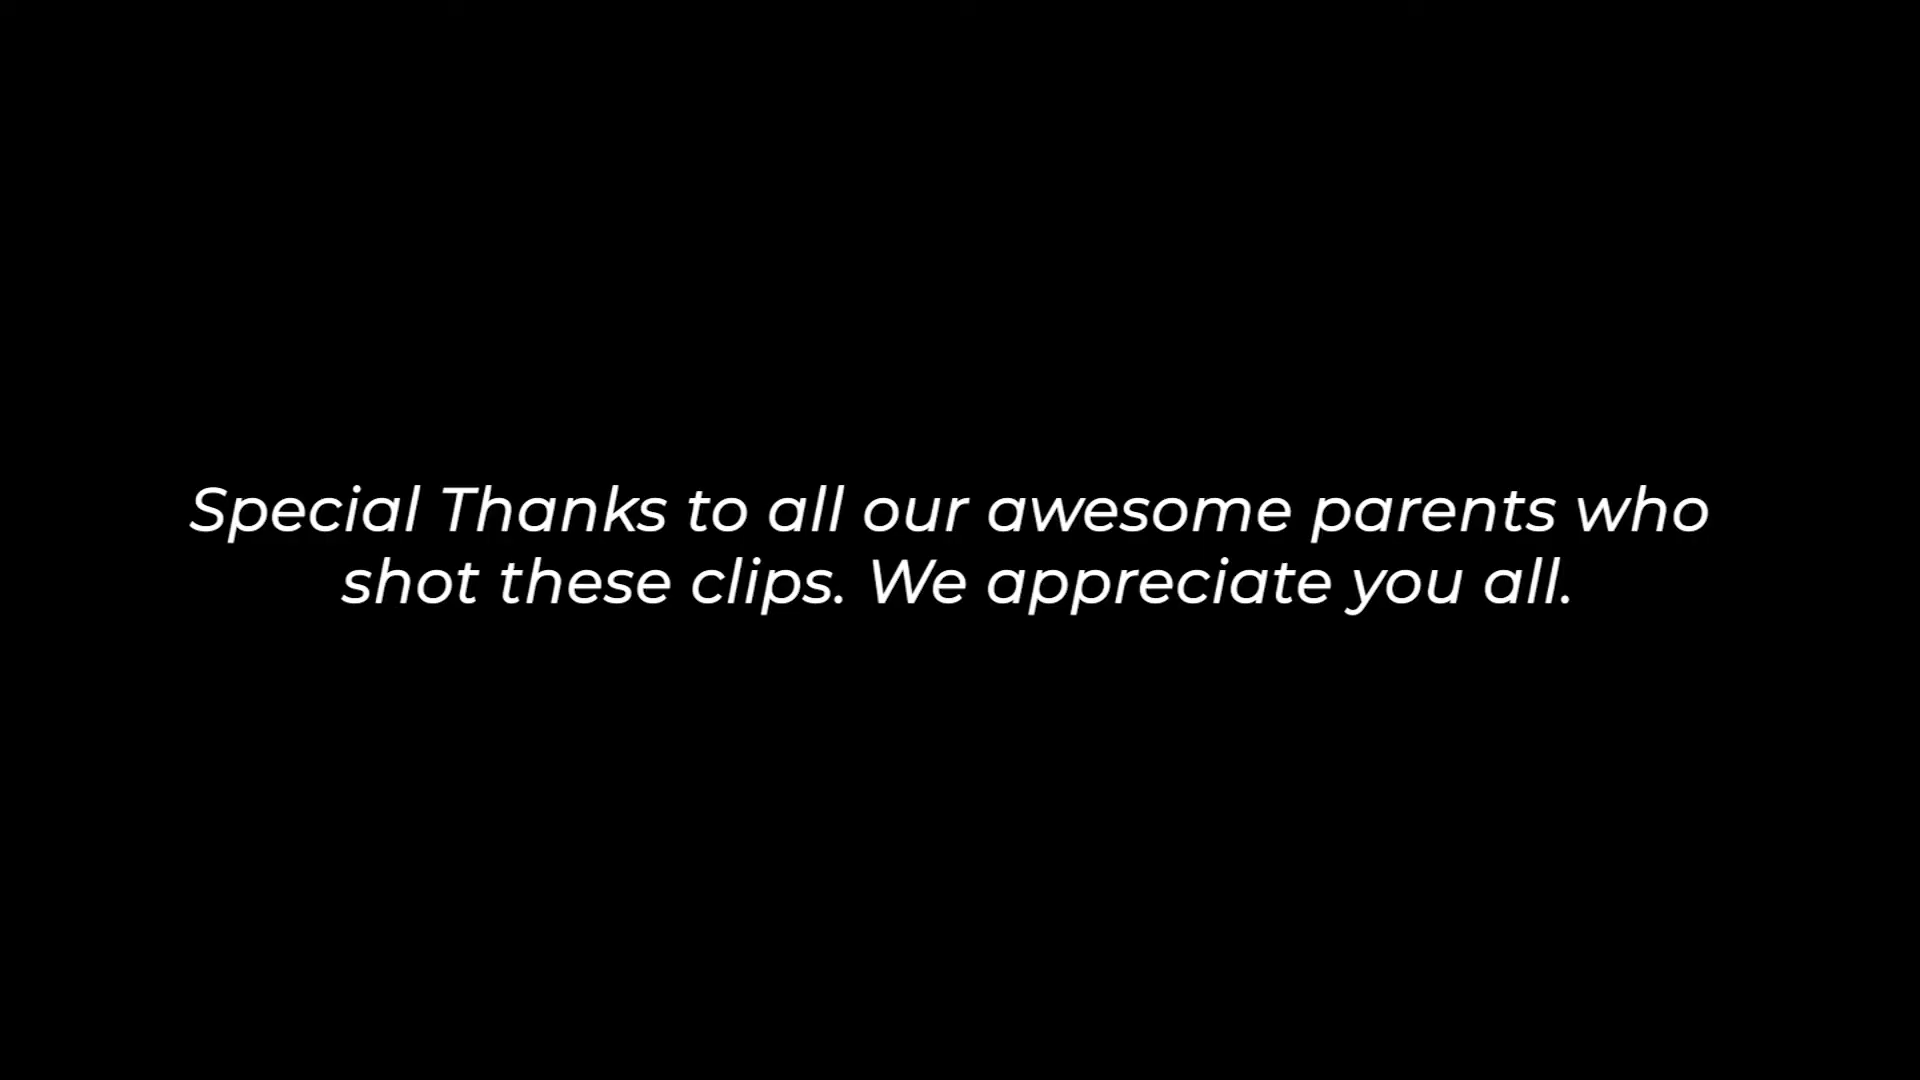 Special Thanks to all our awesome parents who
shot these clips. We appreciate you all.